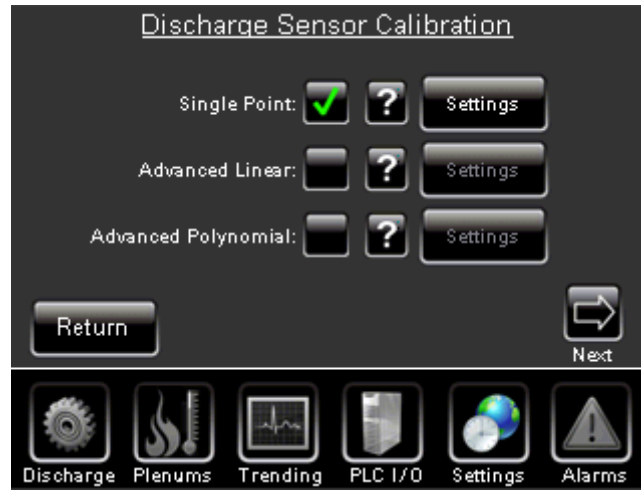 Discharge Sensor Calibration
Single Point: ? Settings
Advanced Linear: ? Settings
Advanced Polynomial: ? Settings
Return
Next
Discharge Plenums Trending PLC I/O Settings Alarms